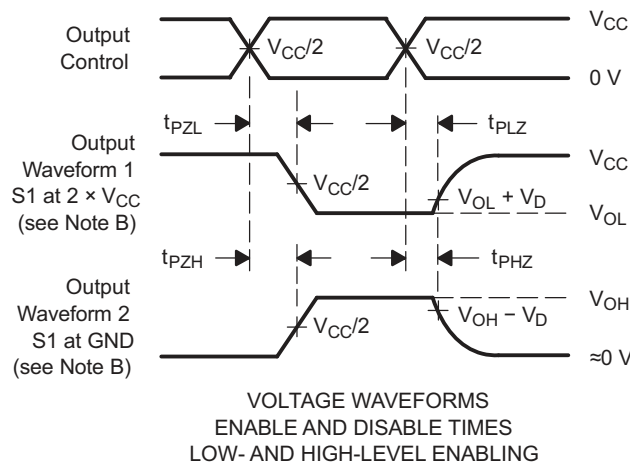 Output
Control
V_CC/2
V_CC/2
V_CC
0 V
t_PZL
t_PLZ
Output
Waveform 1
S1 at 2 × V_CC
(see Note B)
V_CC/2
V_OL + V_D
V_CC
V_OL
t_PZH
t_PHZ
Output
Waveform 2
S1 at GND
(see Note B)
V_CC/2
V_OH − V_D
V_OH
≈0 V
VOLTAGE WAVEFORMS
ENABLE AND DISABLE TIMES
LOW- AND HIGH-LEVEL ENABLING